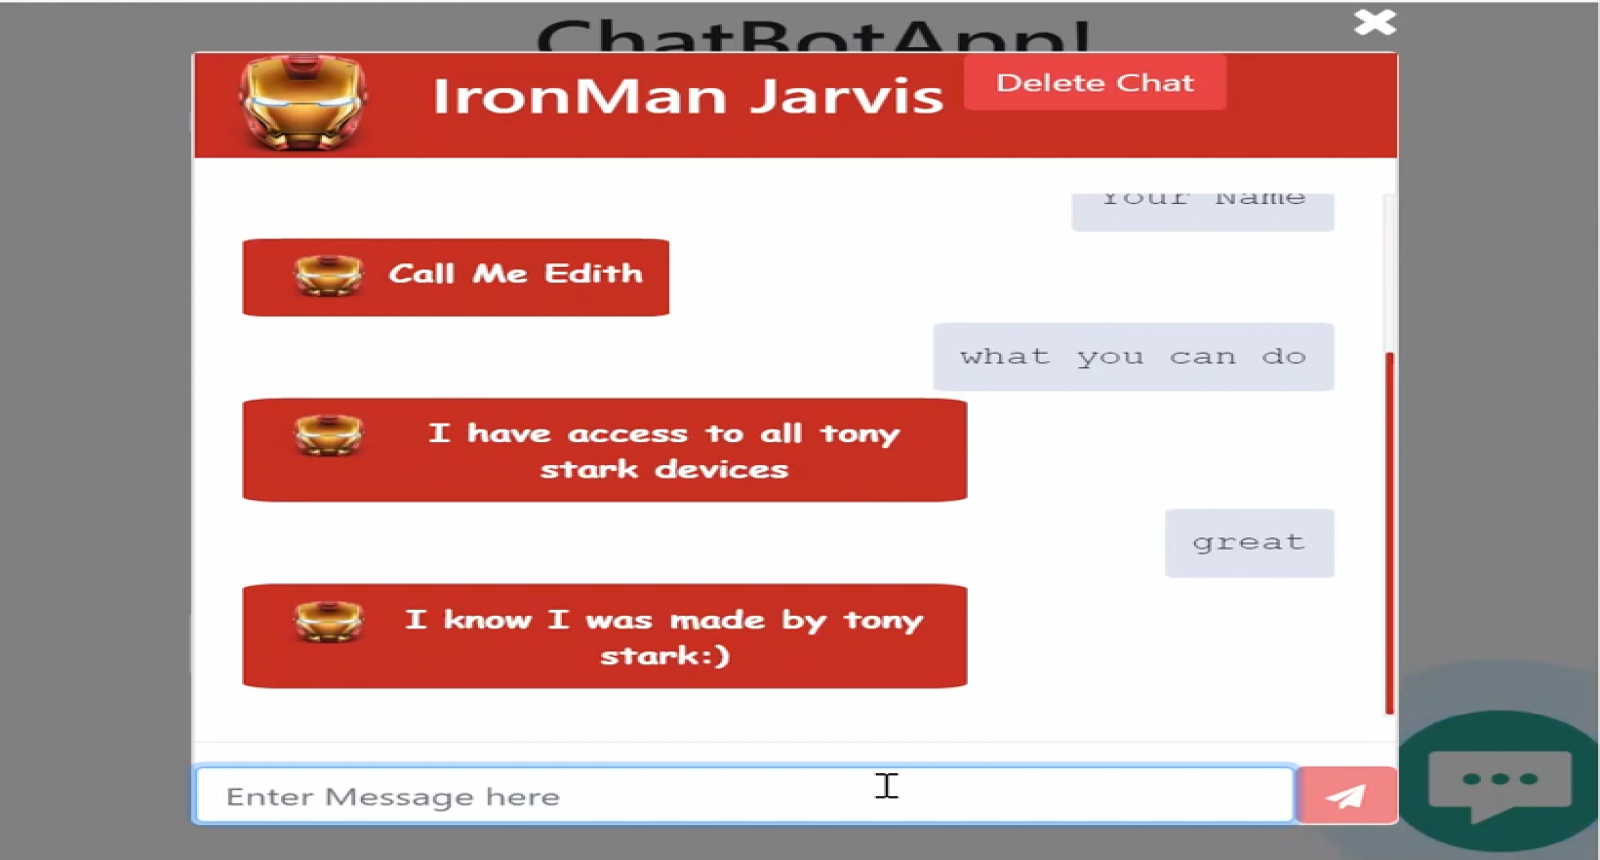 ChatBotApp!
IronMan Jarvis
Delete Chat
Your Name
Call Me Edith
what you can do
I have access to all tony
stark devices
great
I know I was made by tony
stark:)
Enter Message here